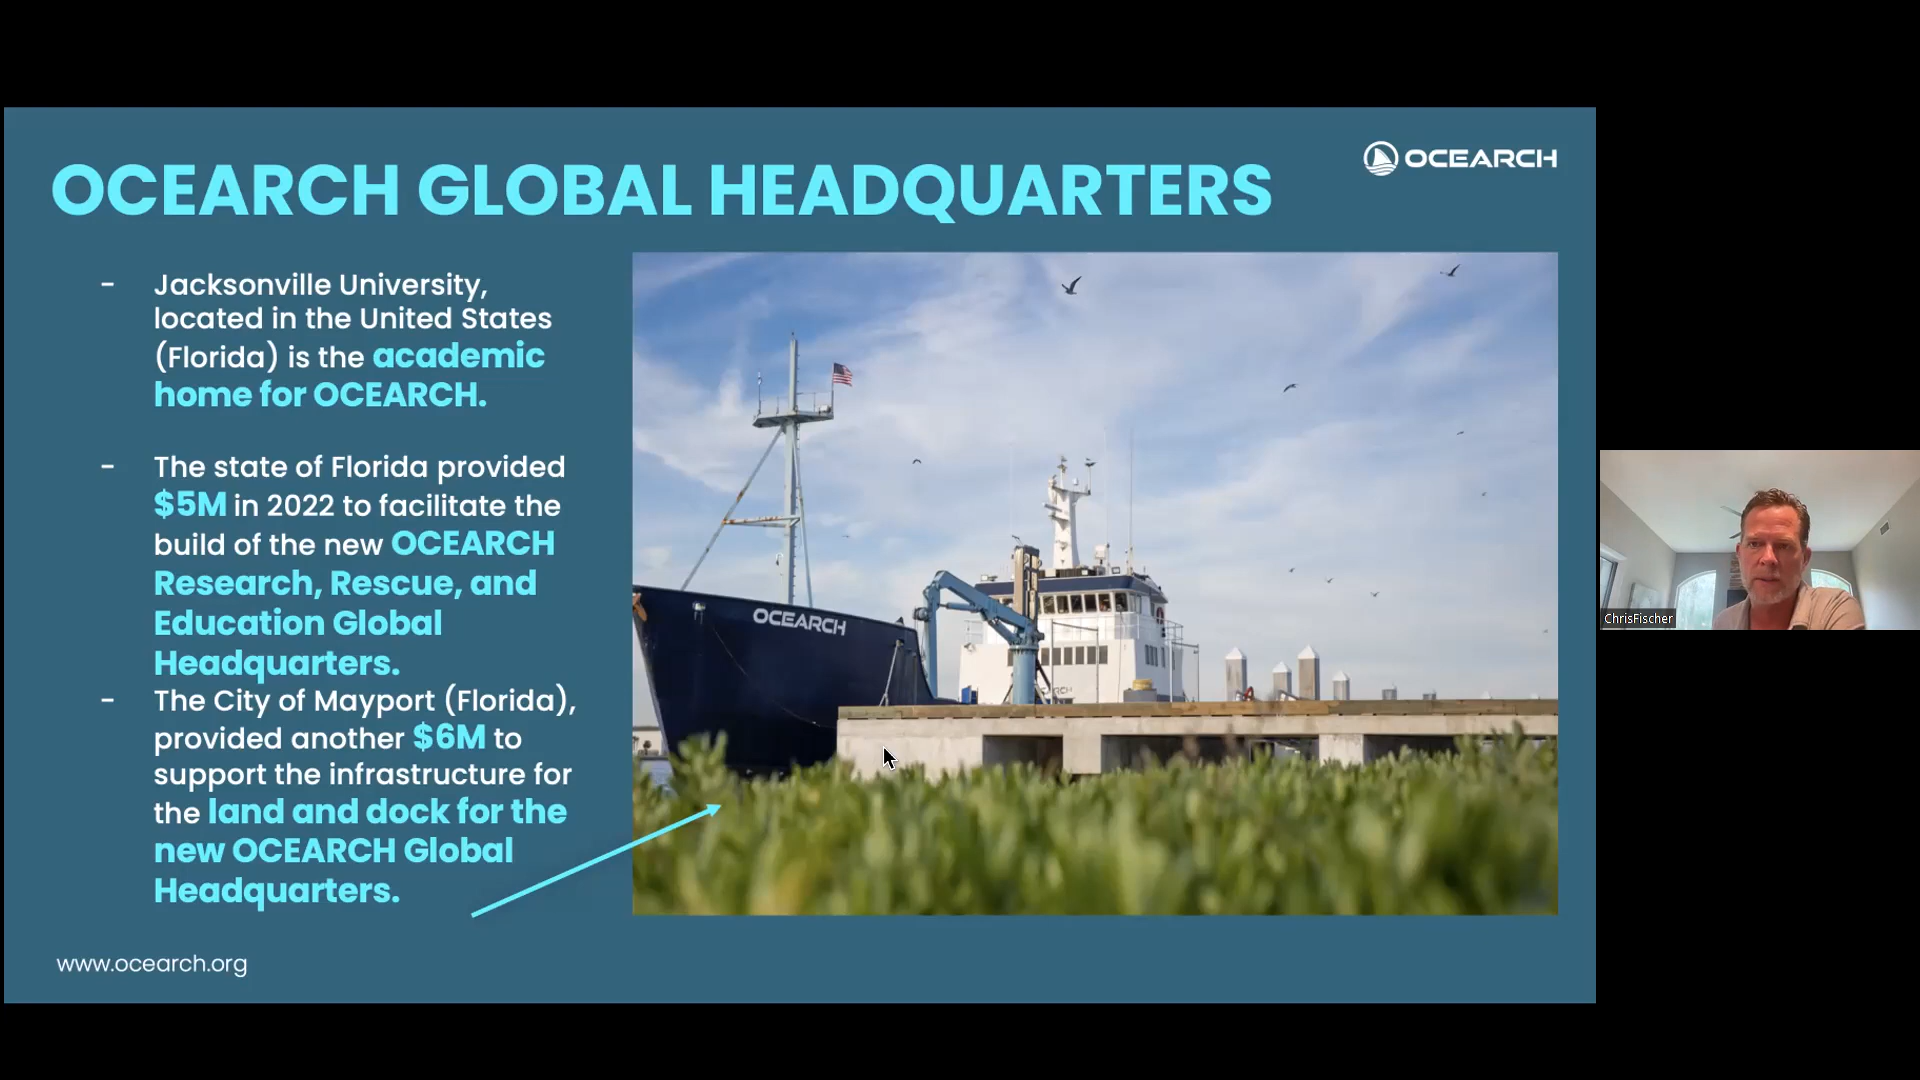 OCEARCH GLOBAL HEADQUARTERS
OCEARCH
- Jacksonville University,
located in the United States
(Florida) is the academic
home for OCEARCH.
- The state of Florida provided
$5M in 2022 to facilitate the
build of the new OCEARCH
Research, Rescue, and
Education Global
Headquarters.
- The City of Mayport (Florida),
provided another $6M to
support the infrastructure for
the land and dock for the
new OCEARCH Global
Headquarters.
OCEARCH
www.ocearch.org
ChrisFischer